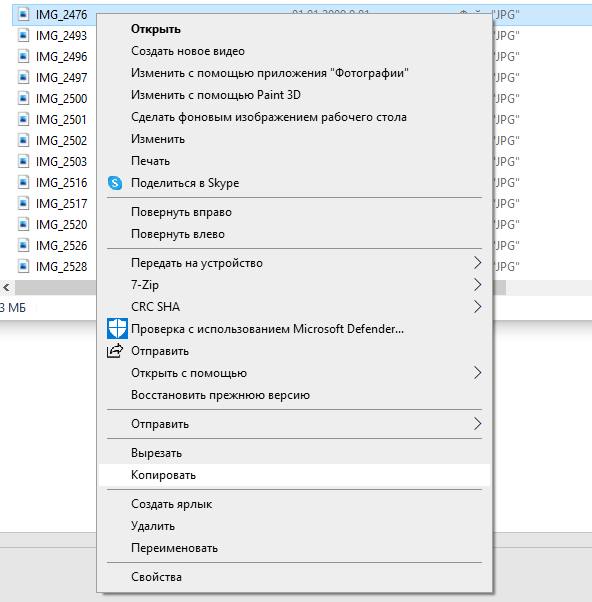 IMG_2476
IMG_2493
IMG_2496
IMG_2497
IMG_2500
IMG_2501
IMG_2502
IMG_2503
IMG_2516
IMG_2517
IMG_2520
IMG_2526
IMG_2528
3 МБ
Открыть
Создать новое видео
Изменить с помощью приложения "Фотографии"
Изменить с помощью Paint 3D
Сделать фоновым изображением рабочего стола
Изменить
Печать
Поделиться в Skype
Повернуть вправо
Повернуть влево
Передать на устройство
7-Zip
CRC SHA
Проверка с использованием Microsoft Defender...
Отправить
Открыть с помощью
Восстановить прежнюю версию
Отправить
Вырезать
Копировать
Создать ярлык
Удалить
Переименовать
Свойства
"JPG"
"JPG"
"JPG"
"JPG"
"JPG"
"JPG"
"JPG"
"JPG"
"JPG"
"JPG"
"JPG"
"JPG"
"JPG"